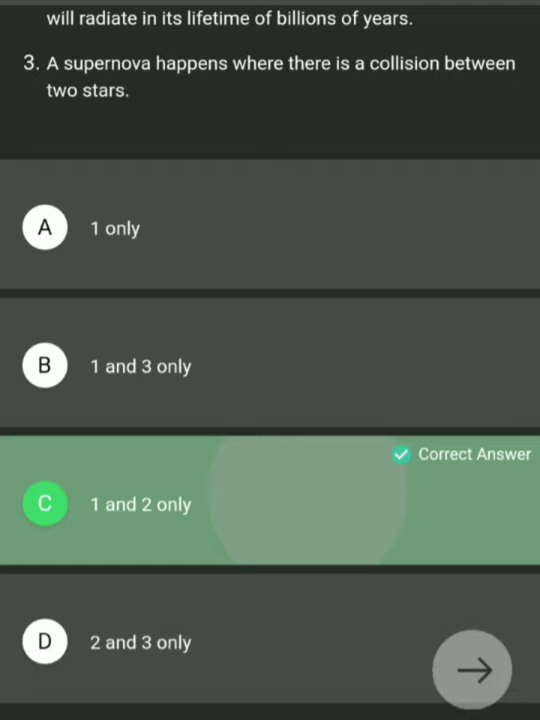 will radiate in its lifetime of billions of years.
3. A supernova happens where there is a collision between
two stars.
A 1 only
B 1 and 3 only
Correct Answer
C 1 and 2 only
D 2 and 3 only